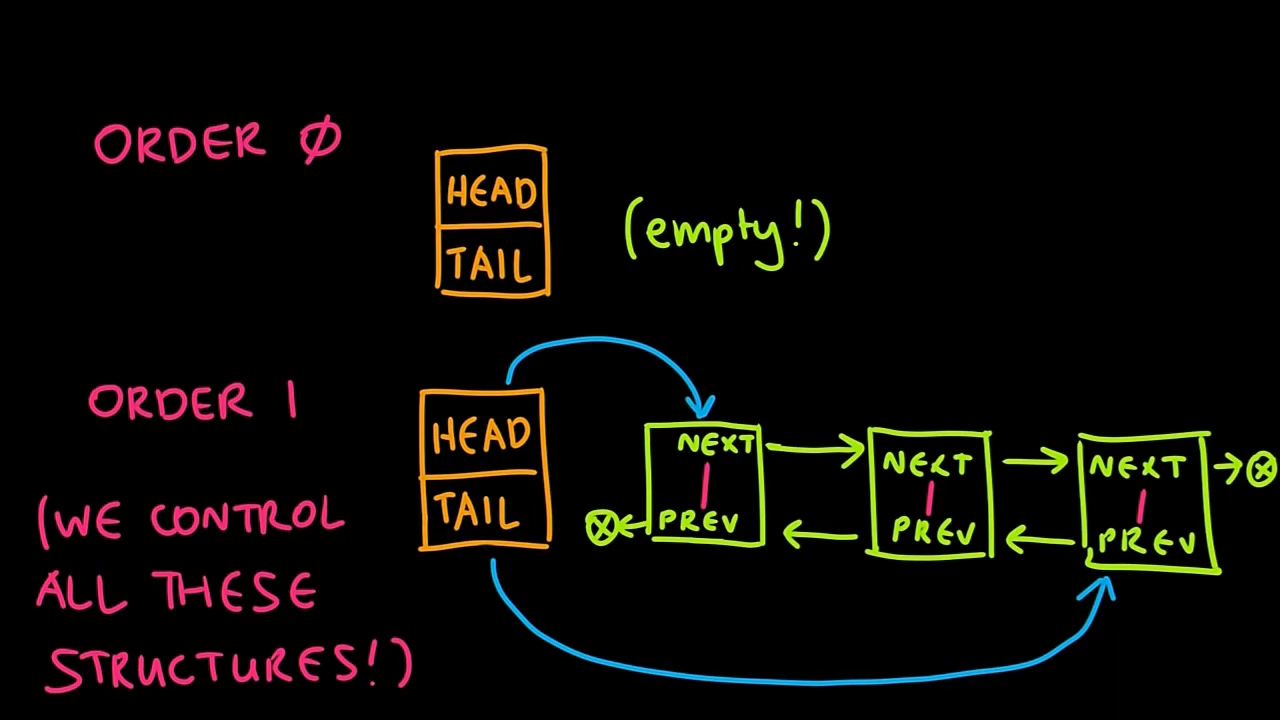 ORDER Ø
HEAD
TAIL
(empty!)
ORDER 1
HEAD
TAIL
NEXT
PREV
NEXT
PREV
NEXT
PREV
(WE CONTROL
ALL THESE
STRUCTURES!)